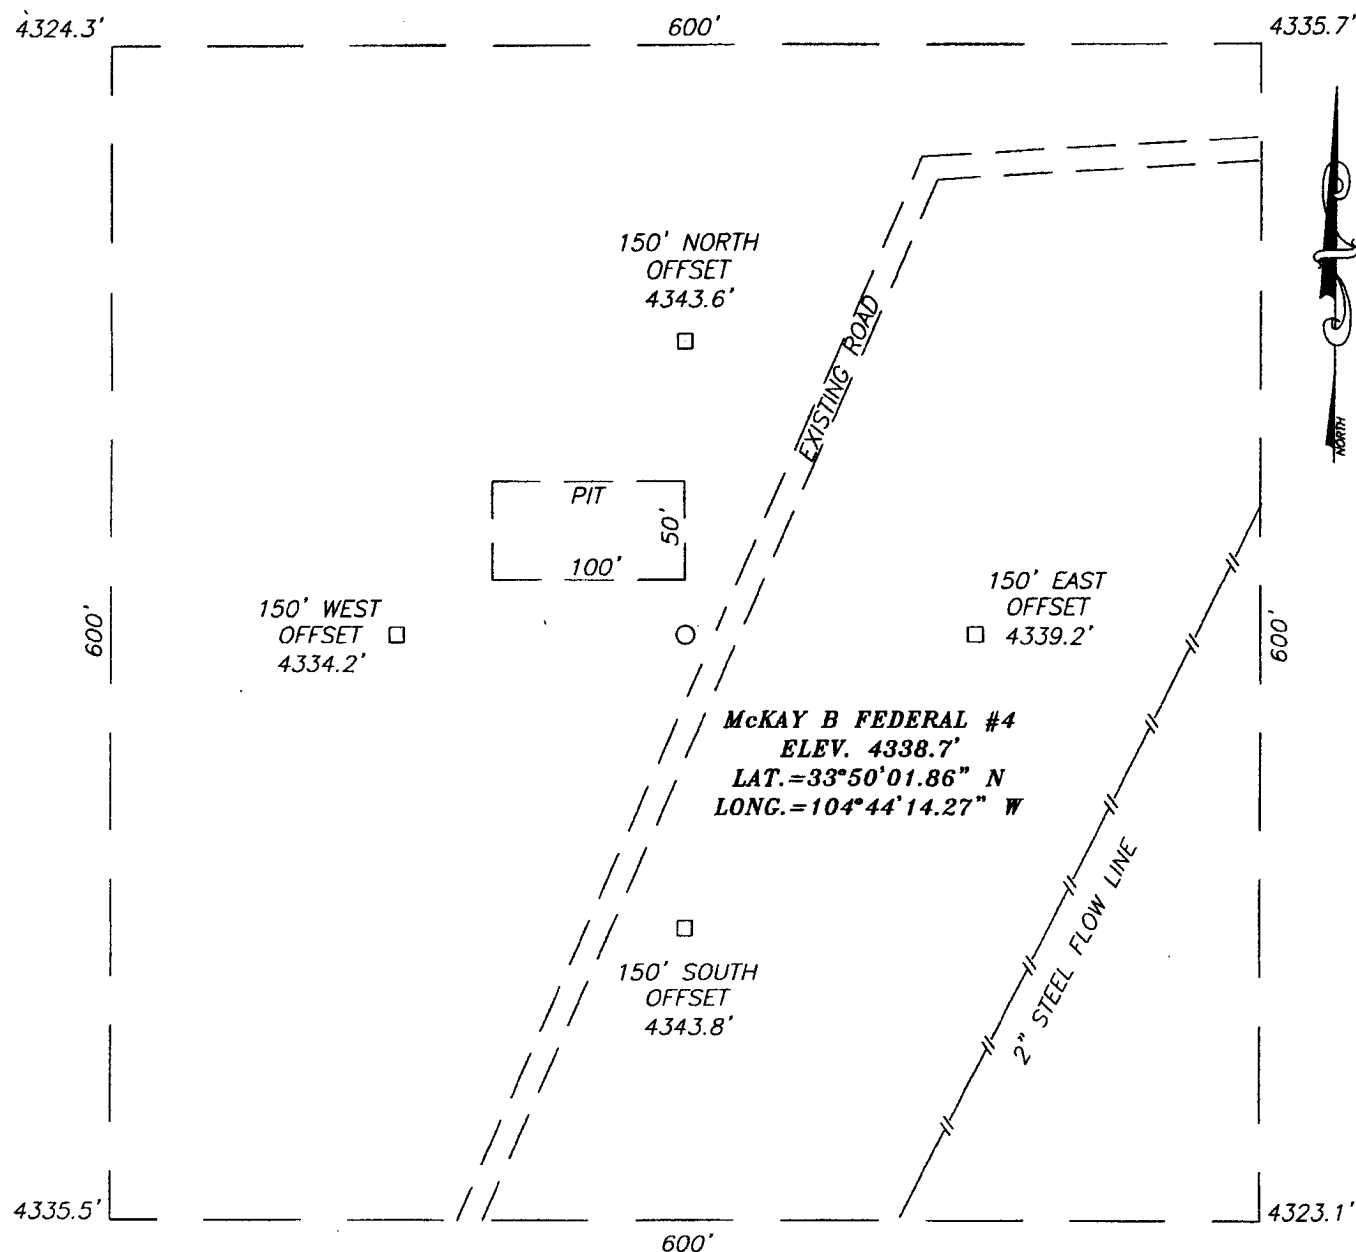 4324.3'
600'
4335.7'
150' NORTH
OFFSET
4343.6'
EXISTING ROAD
NORTH
PIT
50'
100'
150' WEST
OFFSET
4334.2'
150' EAST
OFFSET
4339.2'
600'
600'
McKAY B FEDERAL #4
ELEV. 4338.7'
LAT.=33°50'01.86" N
LONG.=104°44'14.27" W
2" STEEL FLOW LINE
150' SOUTH
OFFSET
4343.8'
4335.5'
600'
4323.1'